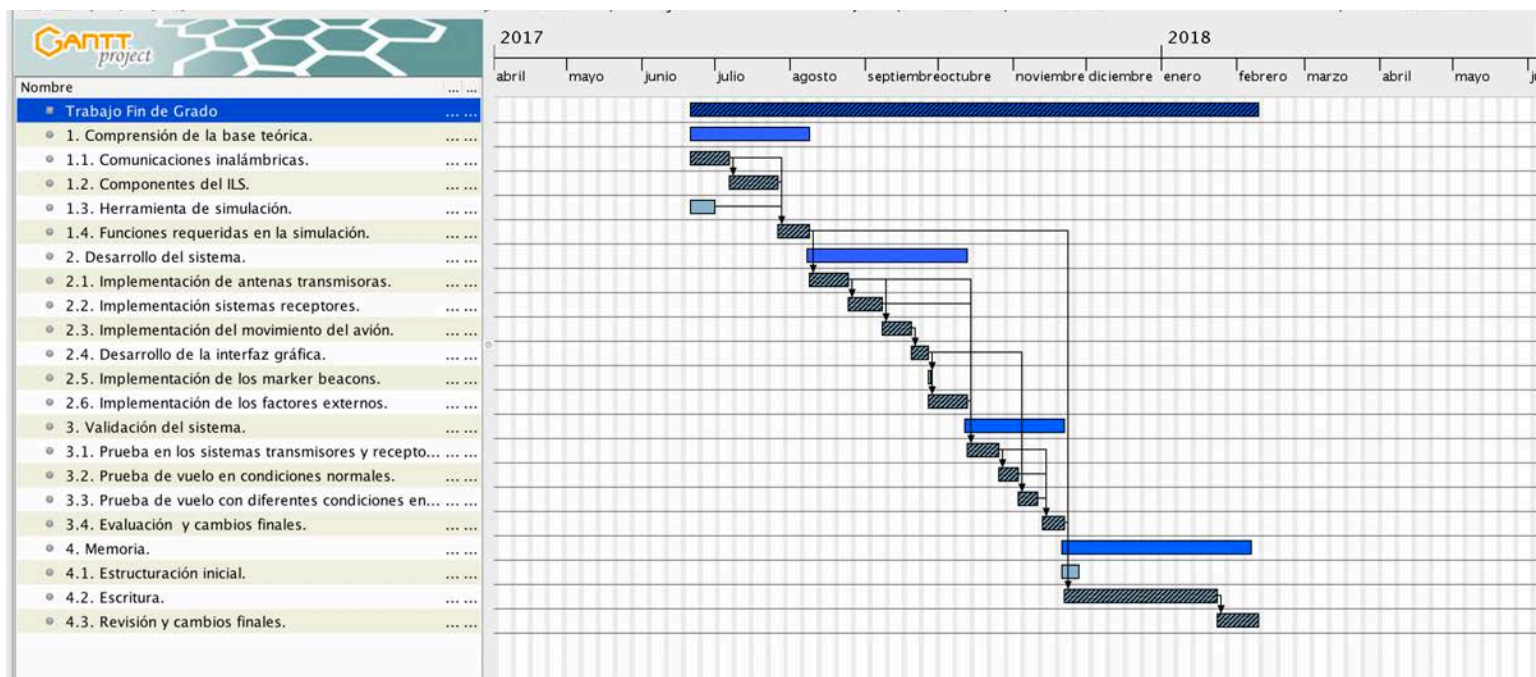 GANTT
project
2017
2018
abril mayo junio julio agosto septiembre octubre noviembre diciembre enero febrero marzo abril mayo
Nombre ... ...
Trabajo Fin de Grado ... ...
1. Comprensión de la base teórica. ... ...
1.1. Comunicaciones inalámbricas. ... ...
1.2. Componentes del ILS. ... ...
1.3. Herramienta de simulación. ... ...
1.4. Funciones requeridas en la simulación. ... ...
2. Desarrollo del sistema. ... ...
2.1. Implementación de antenas transmisoras. ... ...
2.2. Implementación sistemas receptores. ... ...
2.3. Implementación del movimiento del avión. ... ...
2.4. Desarrollo de la interfaz gráfica. ... ...
2.5. Implementación de los marker beacons. ... ...
2.6. Implementación de los factores externos. ... ...
3. Validación del sistema. ... ...
3.1. Prueba en los sistemas transmisores y recepto... ... ...
3.2. Prueba de vuelo en condiciones normales. ... ...
3.3. Prueba de vuelo con diferentes condiciones en... ... ...
3.4. Evaluación y cambios finales. ... ...
4. Memoria. ... ...
4.1. Estructuración inicial. ... ...
4.2. Escritura. ... ...
4.3. Revisión y cambios finales. ... ...